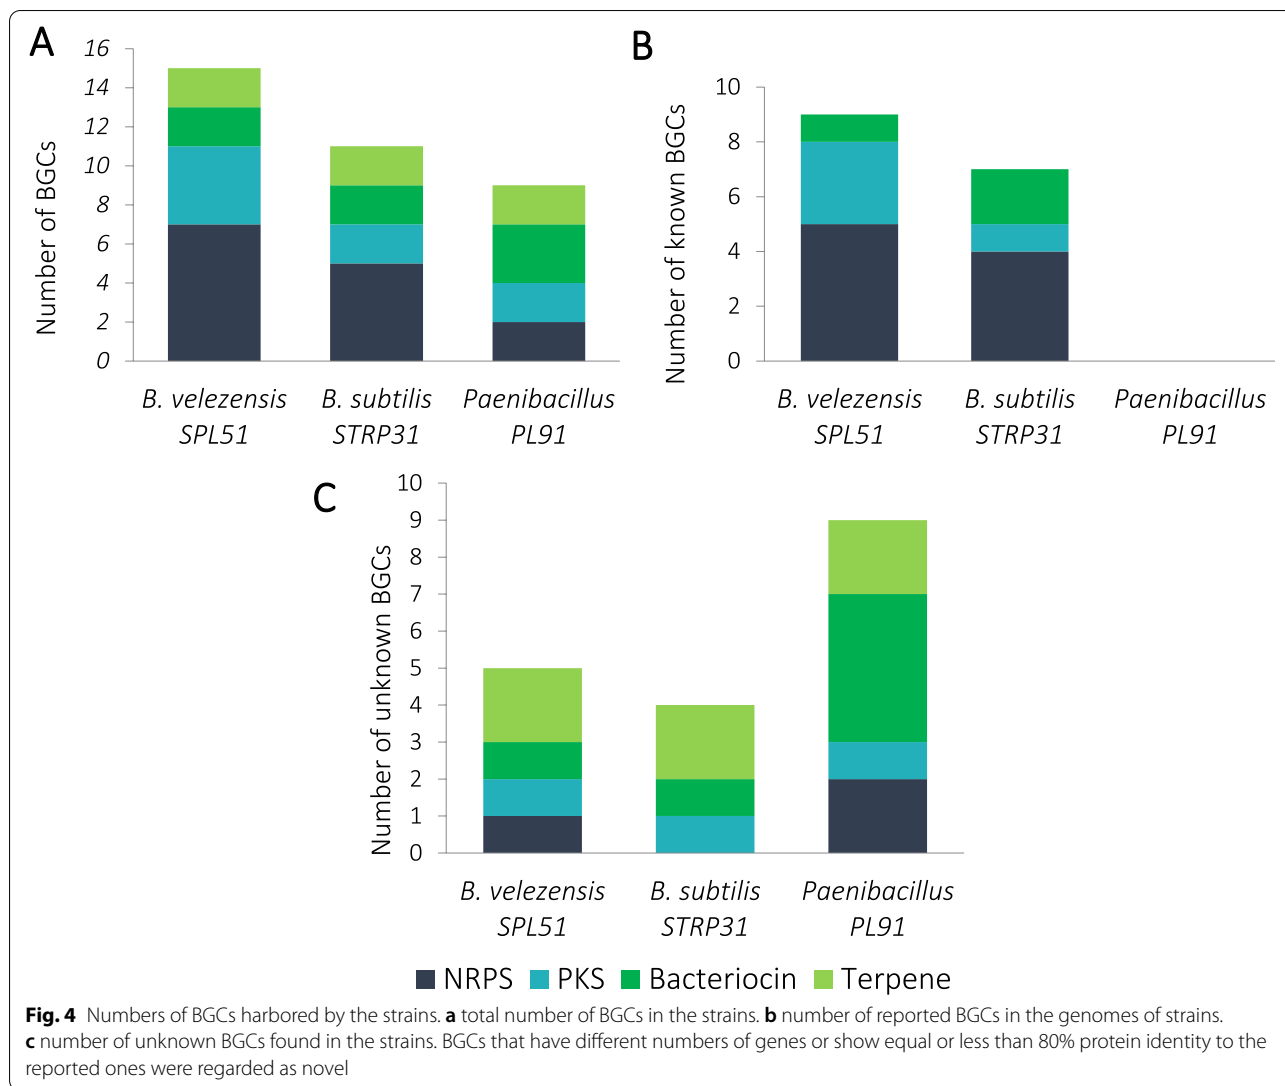 A
Number of BGCs
16
14
12
10
8
6
4
2
0
B. velezensis
SPL51
B. subtilis
STRP31
Paenibacillus
PL91
B
Number of known BGCs
10
8
6
4
2
0
B. velezensis
SPL51
B. subtilis
STRP31
Paenibacillus
PL91
C
Number of unknown BGCs
10
9
8
7
6
5
4
3
2
1
0
B. velezensis
SPL51
B. subtilis
STRP31
Paenibacillus
PL91
NRPS PKS Bacteriocin Terpene
Fig. 4 Numbers of BGCs harbored by the strains. a total number of BGCs in the strains. b number of reported BGCs in the genomes of strains.
c number of unknown BGCs found in the strains. BGCs that have different numbers of genes or show equal or less than 80% protein identity to the
reported ones were regarded as novel